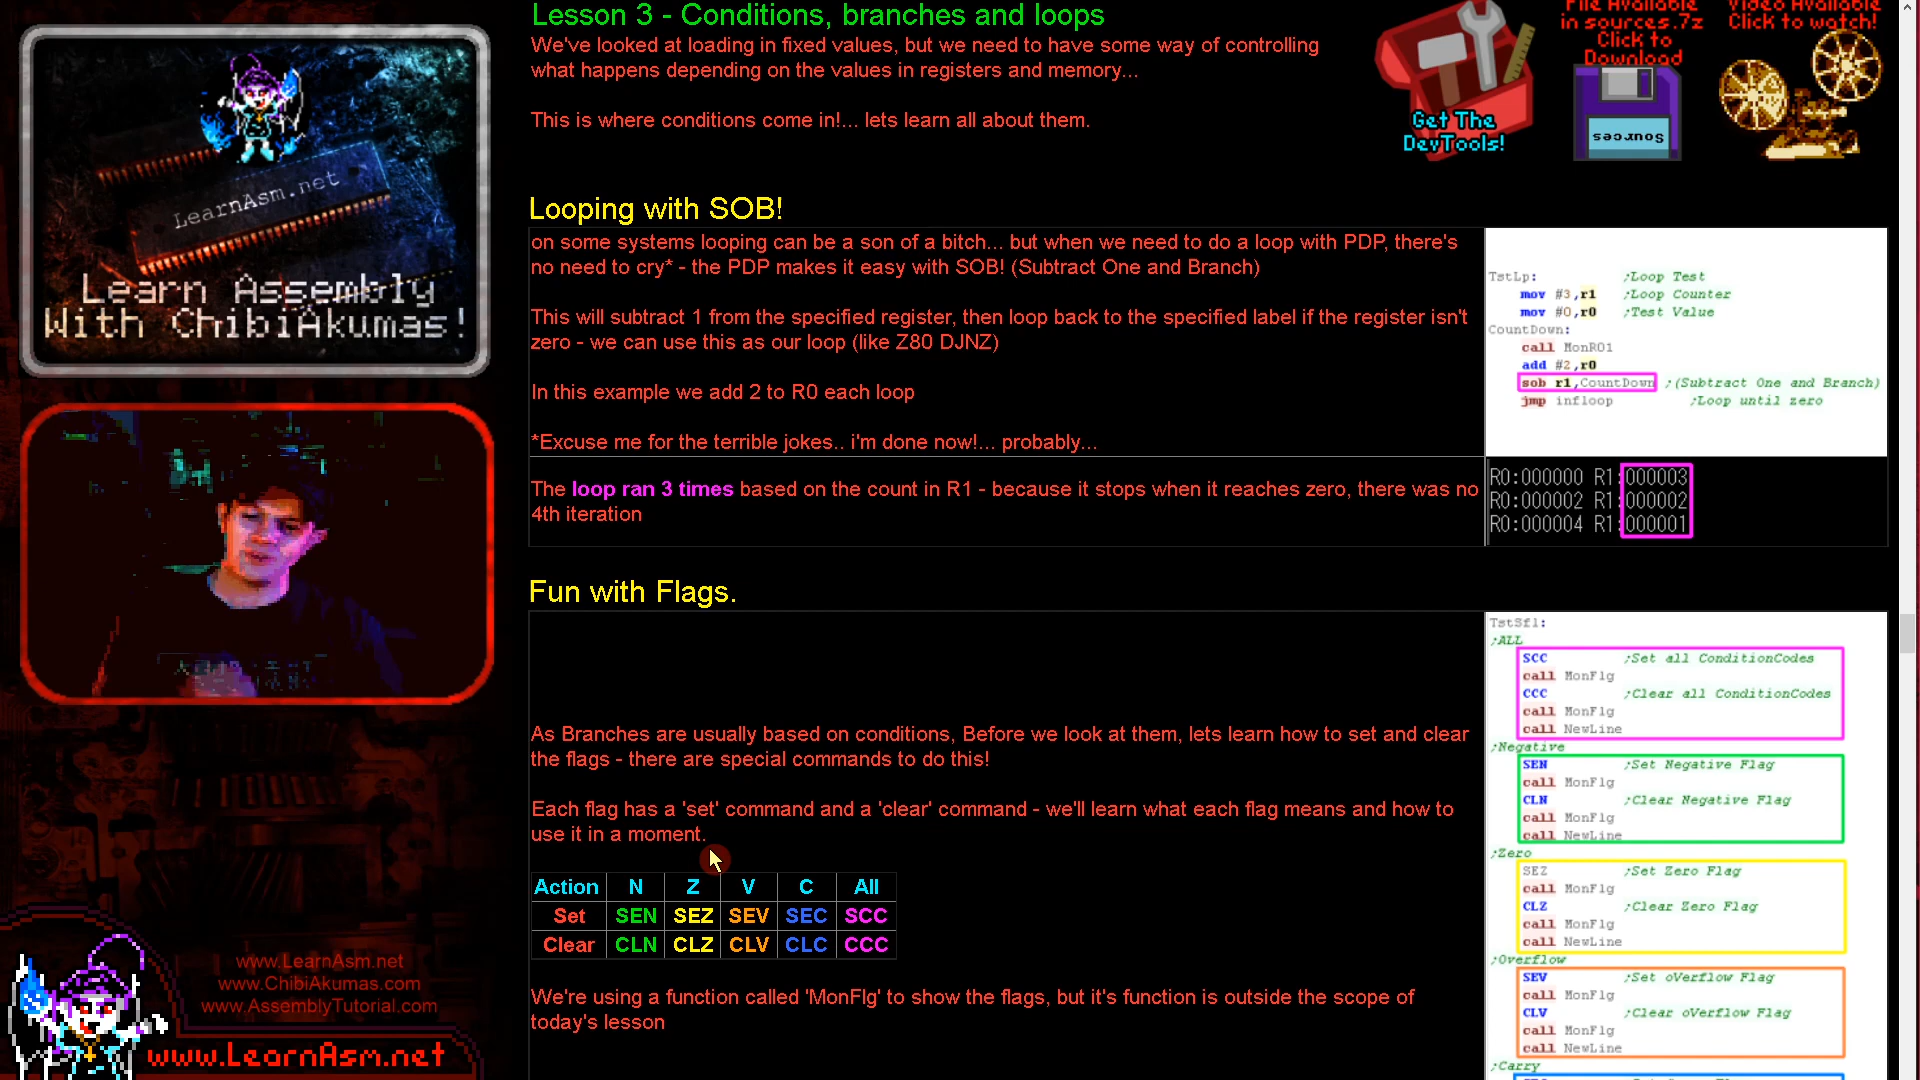 Lesson 3 - Conditions, branches and loops
We've looked at loading in fixed values, but we need to have some way of controlling
what happens depending on the values in registers and memory...
This is where conditions come in!... lets learn all about them.
Get The
DevTools!
File Available
in sources.7z
Click to
Download
Sources
Video Available
Click to watch!
LearnAsm.net
Learn Assembly
With ChibiAkumas!
Looping with SOB!
on some systems looping can be a son of a bitch... but when we need to do a loop with PDP, there's
no need to cry* - the PDP makes it easy with SOB! (Subtract One and Branch)
This will subtract 1 from the specified register, then loop back to the specified label if the register isn't
zero - we can use this as our loop (like Z80 DJNZ)
In this example we add 2 to R0 each loop
*Excuse me for the terrible jokes.. i'm done now!... probably...
TstLp: ;Loop Test
mov #3,r1 ;Loop Counter
mov #0,r0 ;Test Value
CountDown:
call MonR01
add #2,r0
sob r1,CountDown ;(Subtract One and Branch)
jmp infloop ;Loop until zero
The loop ran 3 times based on the count in R1 - because it stops when it reaches zero, there was no
4th iteration
R0:000000 R1:000003
R0:000002 R1:000002
R0:000004 R1:000001
Fun with Flags.
As Branches are usually based on conditions, Before we look at them, lets learn how to set and clear
the flags - there are special commands to do this!
Each flag has a 'set' command and a 'clear' command - we'll learn what each flag means and how to
use it in a moment.
Action N Z V C All
Set SEN SEZ SEV SEC SCC
Clear CLN CLZ CLV CLC CCC
We're using a function called 'MonFlg' to show the flags, but it's function is outside the scope of
today's lesson
TstSfl:
;ALL
SCC ;Set all ConditionCodes
call MonFlg
CCC ;Clear all ConditionCodes
call MonFlg
call NewLine
;Negative
SEN ;Set Negative Flag
call MonFlg
CLN ;Clear Negative Flag
call MonFlg
call NewLine
;Zero
SEZ ;Set Zero Flag
call MonFlg
CLZ ;Clear Zero Flag
call MonFlg
call NewLine
;Overflow
SEV ;Set oVerflow Flag
call MonFlg
CLV ;Clear oVerflow Flag
call MonFlg
call NewLine
;Carry
www.LearnAsm.net
www.ChibiAkumas.com
www.AssemblyTutorial.com
www.LearnAsm.net